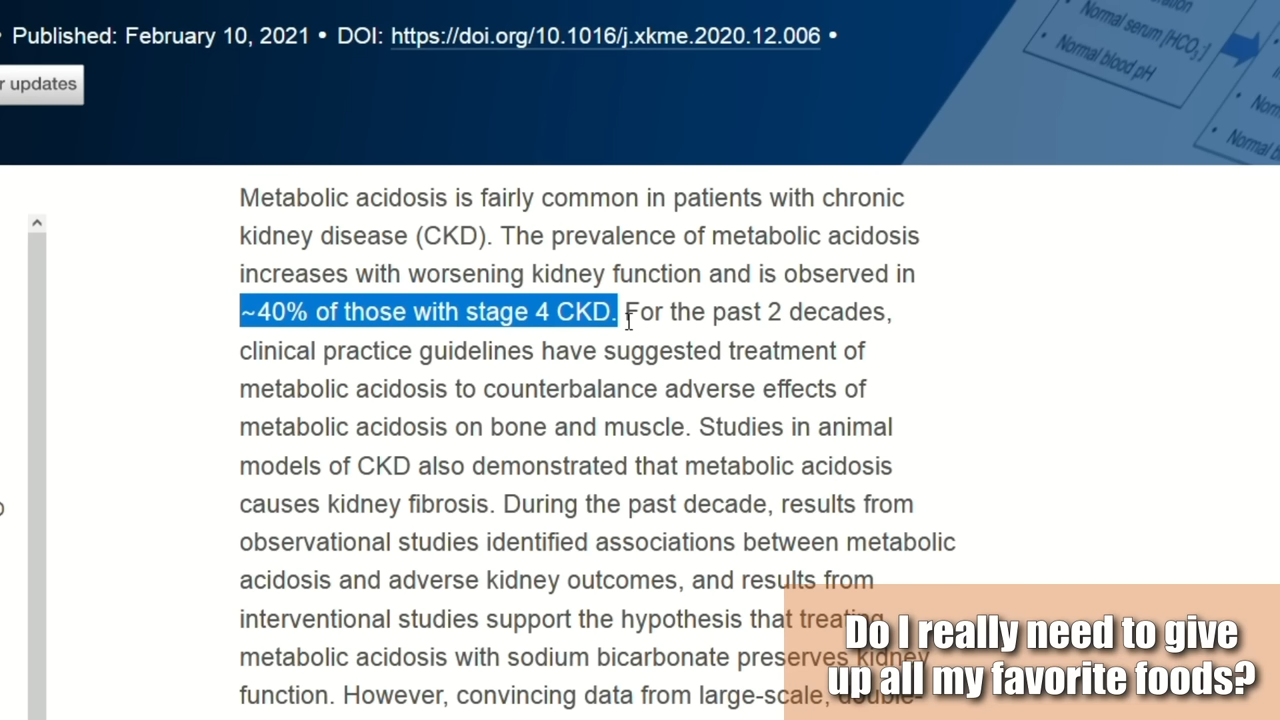 • Published: February 10, 2021 • DOI: https://doi.org/10.1016/j.xkme.2020.12.006 •
r updates
Normal serum [HCO₃⁻]
Normal blood pH
Metabolic acidosis is fairly common in patients with chronic
kidney disease (CKD). The prevalence of metabolic acidosis
increases with worsening kidney function and is observed in
~40% of those with stage 4 CKD. For the past 2 decades,
clinical practice guidelines have suggested treatment of
metabolic acidosis to counterbalance adverse effects of
metabolic acidosis on bone and muscle. Studies in animal
models of CKD also demonstrated that metabolic acidosis
causes kidney fibrosis. During the past decade, results from
observational studies identified associations between metabolic
acidosis and adverse kidney outcomes, and results from
interventional studies support the hypothesis that treating
metabolic acidosis with sodium bicarbonate preserves kidney
function. However, convincing data from large-scale, double-
Do I really need to give
up all my favorite foods?